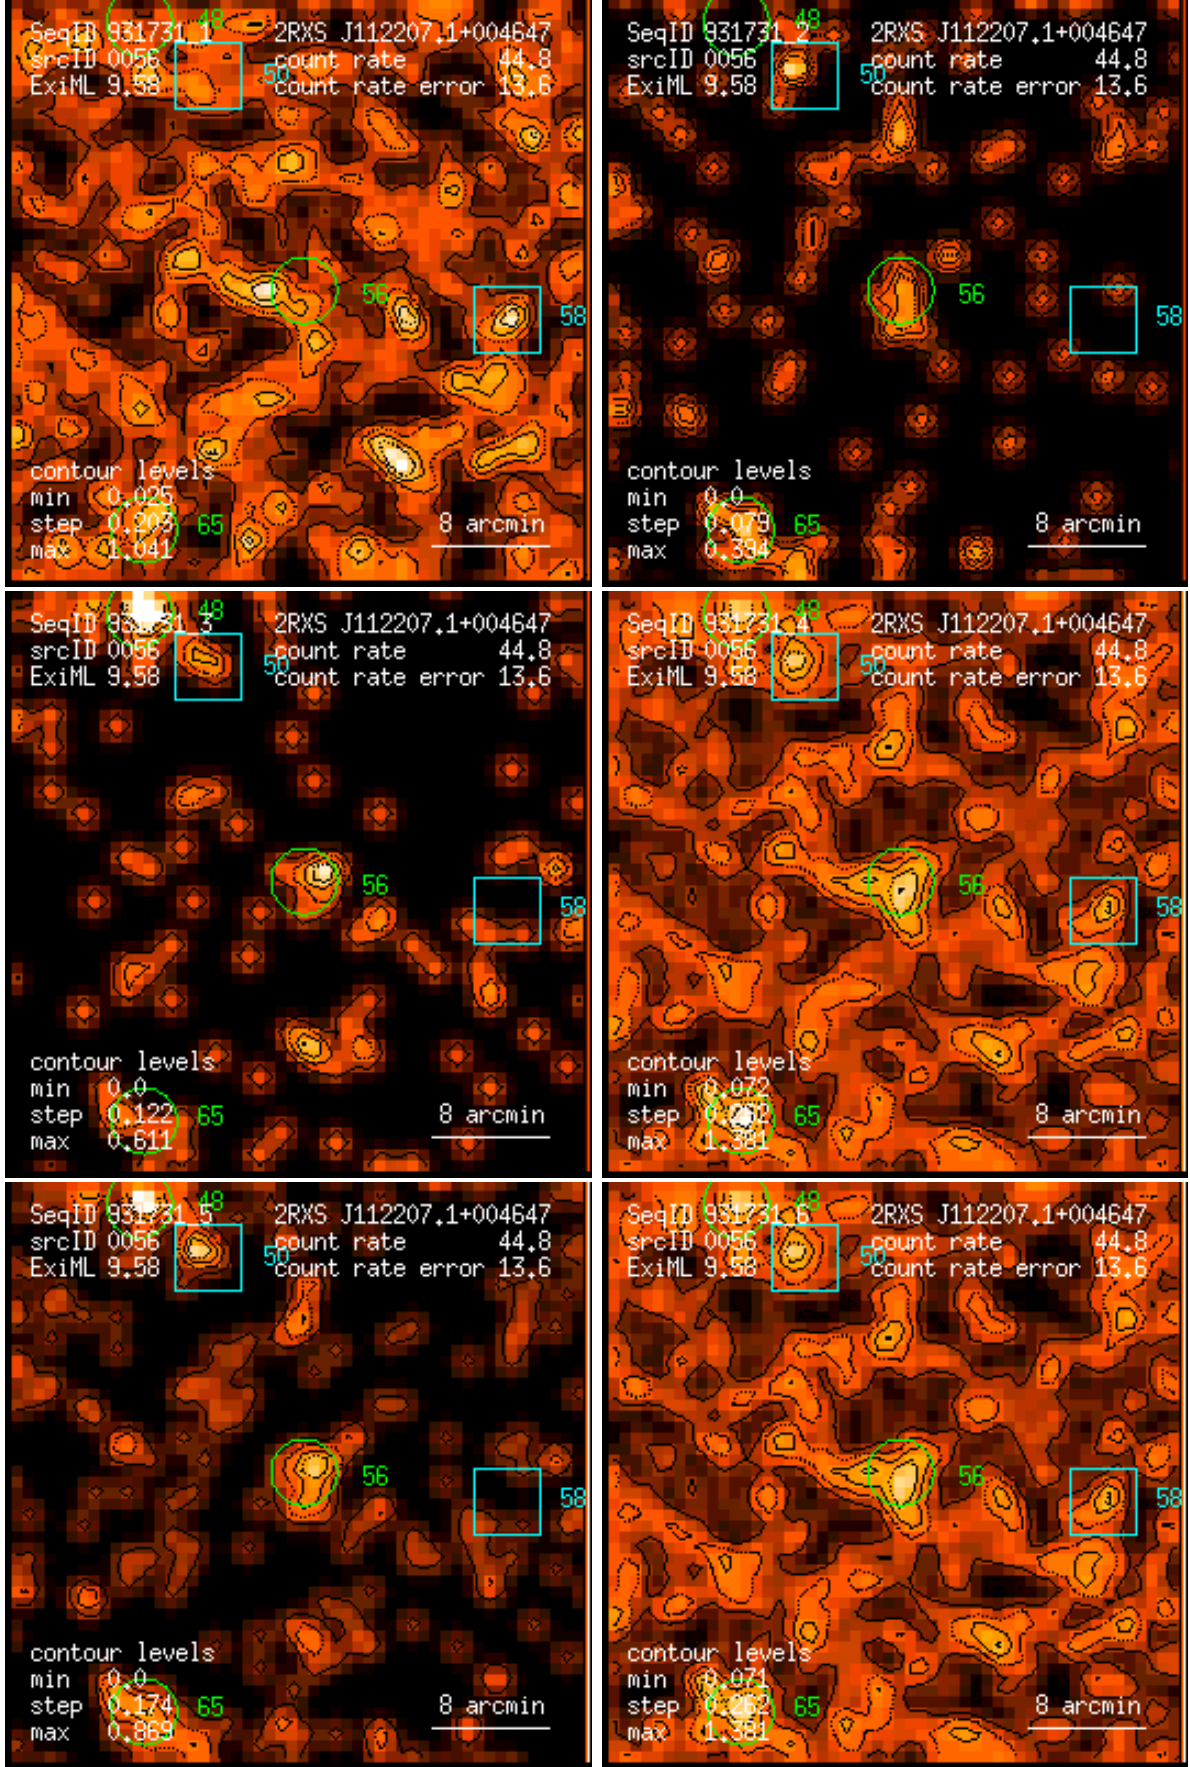 48
SeqID 931731_1 2RXS J112207.1+004647
srcID 0056 count rate 44.8
50
ExiML 9.58 count rate error 13.6
56
58
contour levels
min 0.025
step 0.203 65 8 arcmin
max 1.041
48
SeqID 931731_2 2RXS J112207.1+004647
srcID 0056 count rate 44.8
50
ExiML 9.58 count rate error 13.6
56
58
contour levels
min 0.0
step 0.079 65 8 arcmin
max 0.394
48
SeqID 931731_3 2RXS J112207.1+004647
srcID 0056 count rate 44.8
50
ExiML 9.58 count rate error 13.6
56
58
contour levels
min 0.0
step 0.122 65 8 arcmin
max 0.611
48
SeqID 931731_4 2RXS J112207.1+004647
srcID 0056 count rate 44.8
50
ExiML 9.58 count rate error 13.6
56
58
contour levels
min 0.072
step 65 8 arcmin
max 1.381
48
SeqID 931731_5 2RXS J112207.1+004647
srcID 0056 count rate 44.8
50
ExiML 9.58 count rate error 13.6
56
58
contour levels
min 0.0
step 0.174 65 8 arcmin
max 0.869
48
SeqID 931731_6 2RXS J112207.1+004647
srcID 0056 count rate 44.8
50
ExiML 9.58 count rate error 13.6
56
58
contour levels
min 0.071
step 0.262 65 8 arcmin
max 1.381